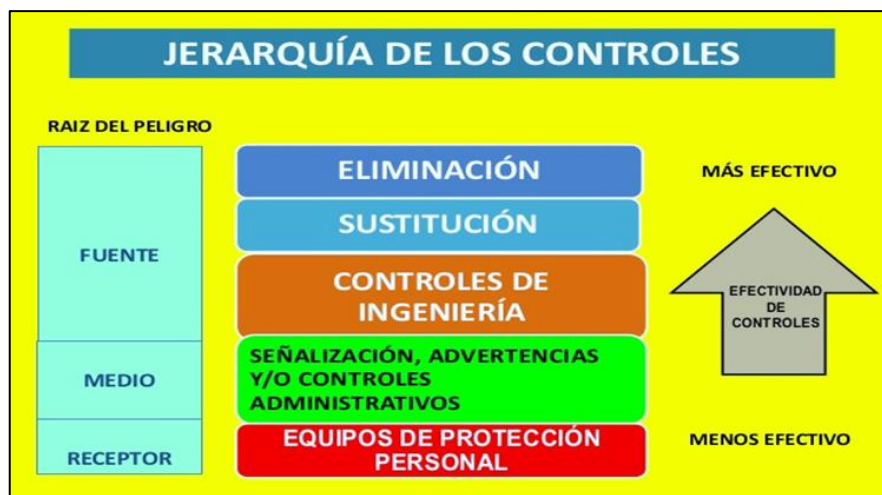 JERARQUÍA DE LOS CONTROLES
RAIZ DEL PELIGRO
FUENTE
MEDIO
RECEPTOR
ELIMINACIÓN
SUSTITUCIÓN
CONTROLES DE
INGENIERÍA
SEÑALIZACIÓN, ADVERTENCIAS
Y/O CONTROLES
ADMINISTRATIVOS
EQUIPOS DE PROTECCIÓN
PERSONAL
MÁS EFECTIVO
EFECTIVIDAD
DE
CONTROLES
MENOS EFECTIVO